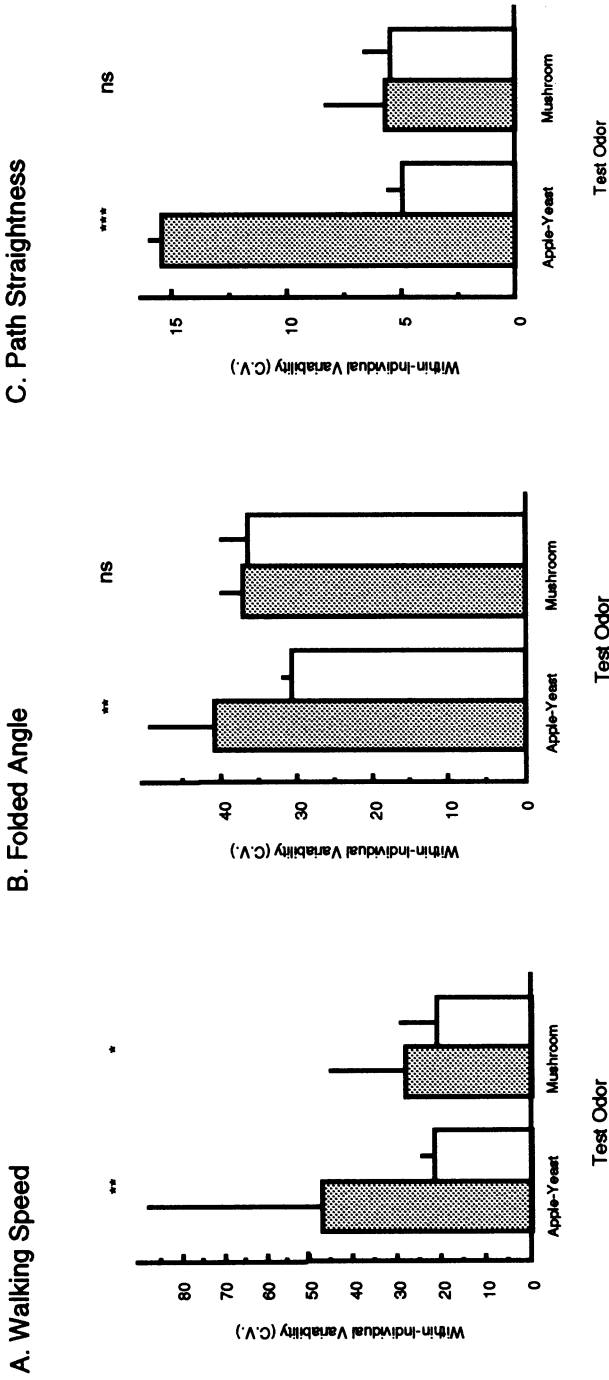 A. Walking Speed
**
*
Within-Individual Variability (C.V.)
80
70
60
50
40
30
20
10
0
Apple-Yeast
Mushroom
Test Odor
B. Folded Angle
**
ns
Within-Individual Variability (C.V.)
40
30
20
10
0
Apple-Yeast
Mushroom
Test Odor
C. Path Straightness
***
ns
Within-Individual Variability (C.V.)
15
10
5
0
Apple-Yeast
Mushroom
Test Odor